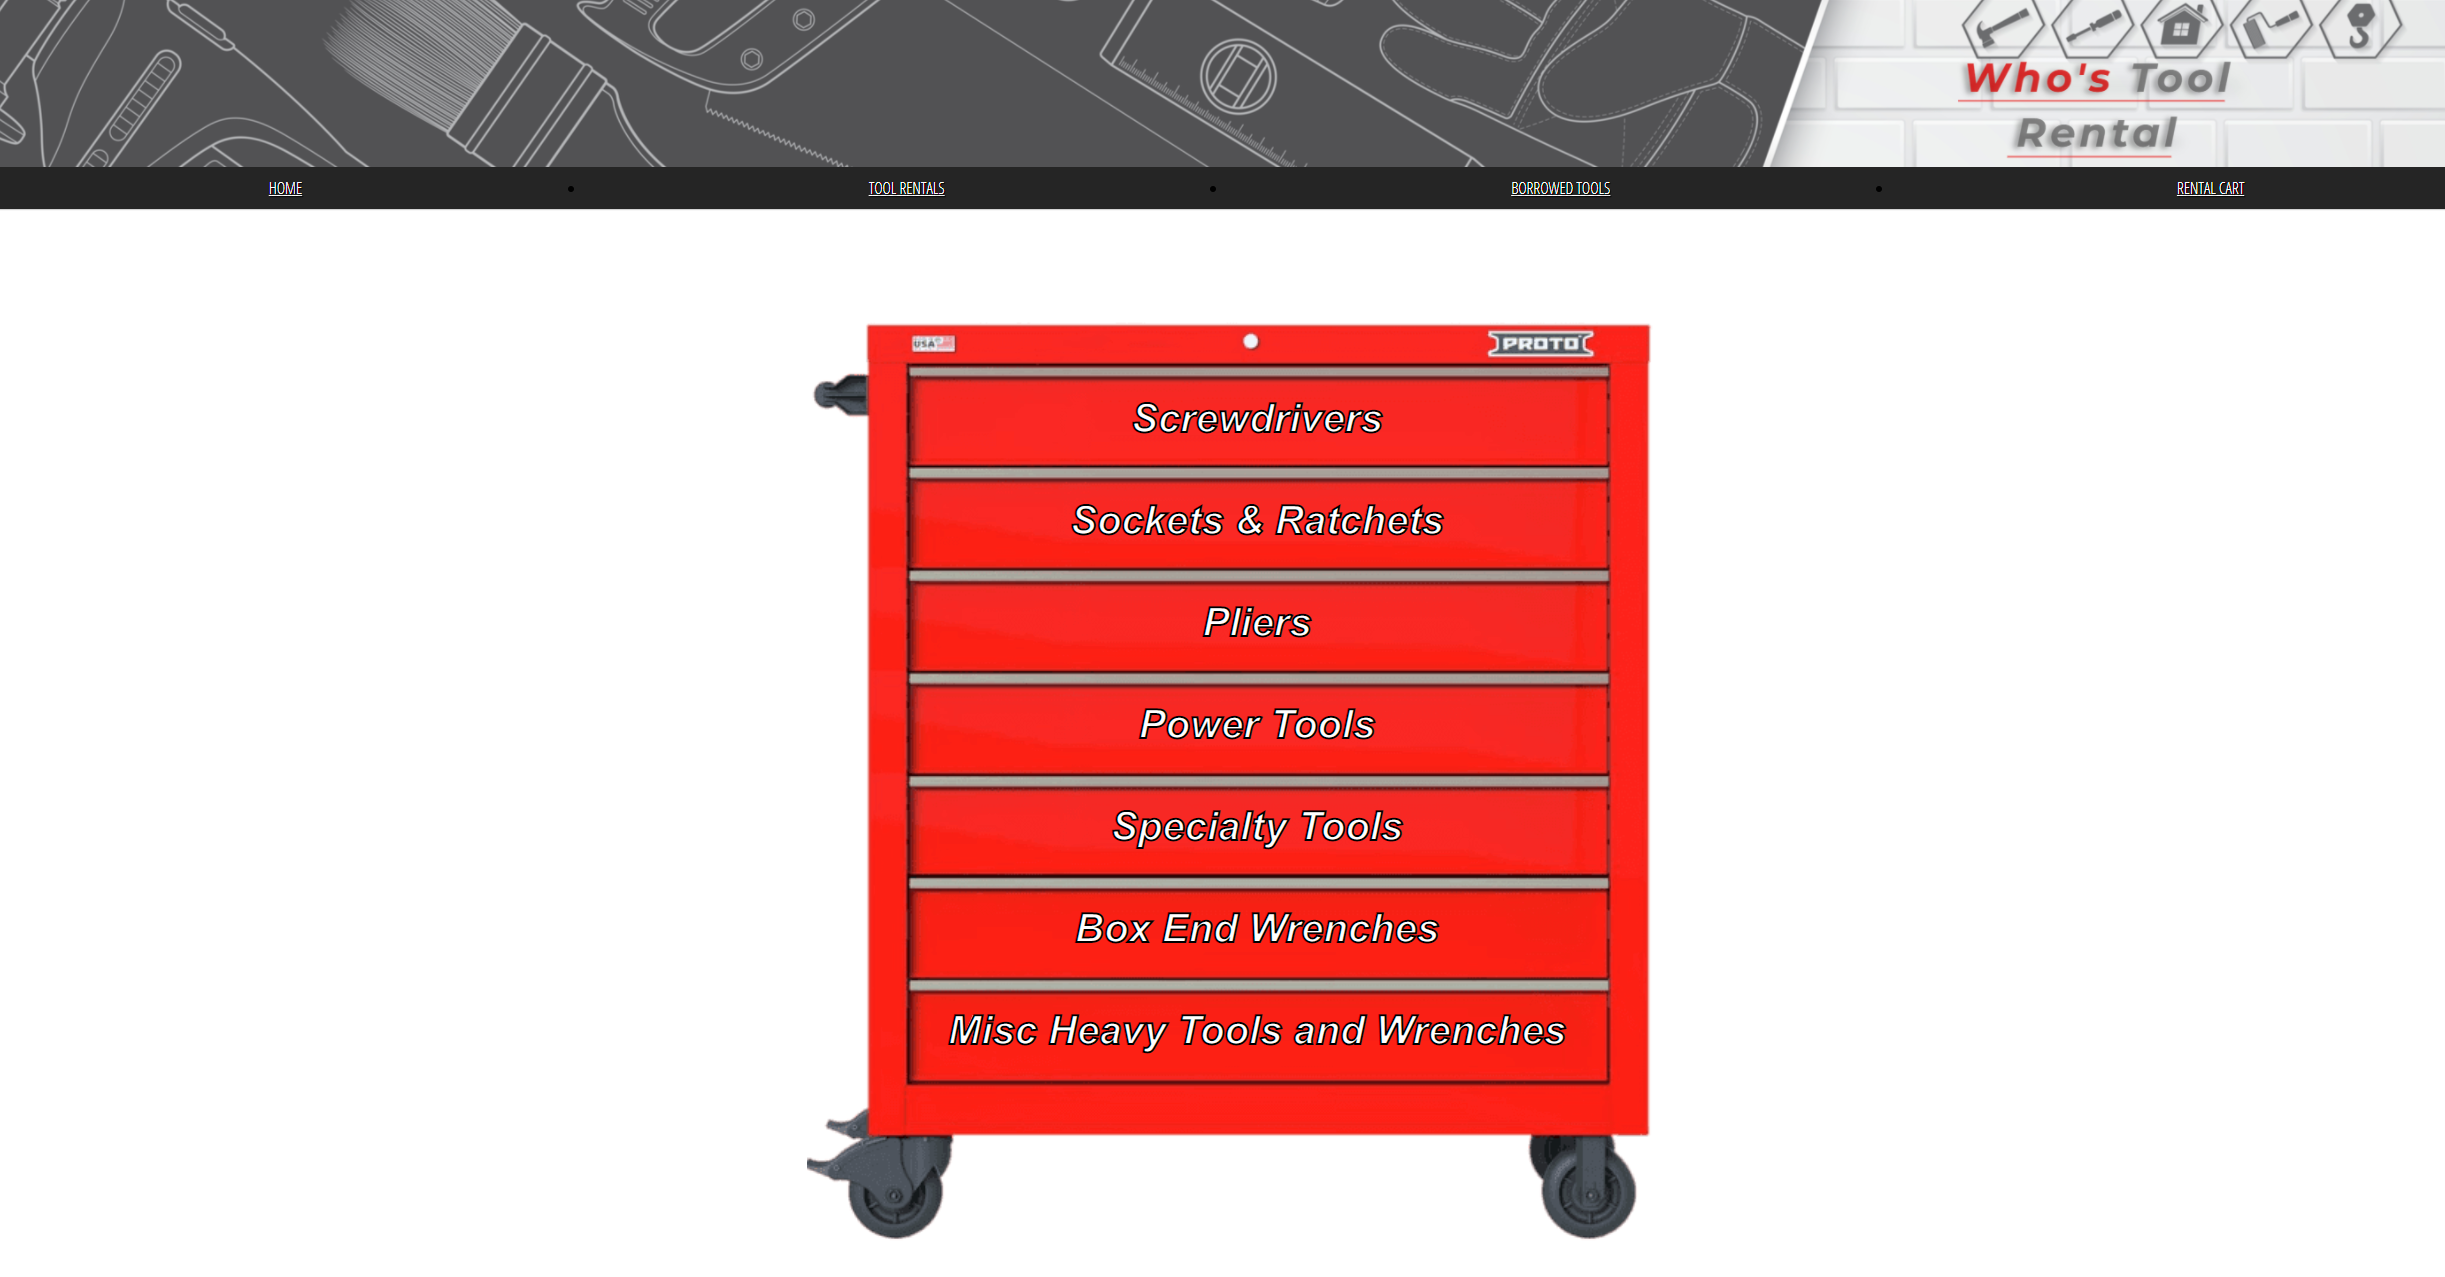 Who's Tool
Rental
HOME
TOOL RENTALS
BORROWED TOOLS
RENTAL CART
USA
PROTO
Screwdrivers
Sockets & Ratchets
Pliers
Power Tools
Specialty Tools
Box End Wrenches
Misc Heavy Tools and Wrenches